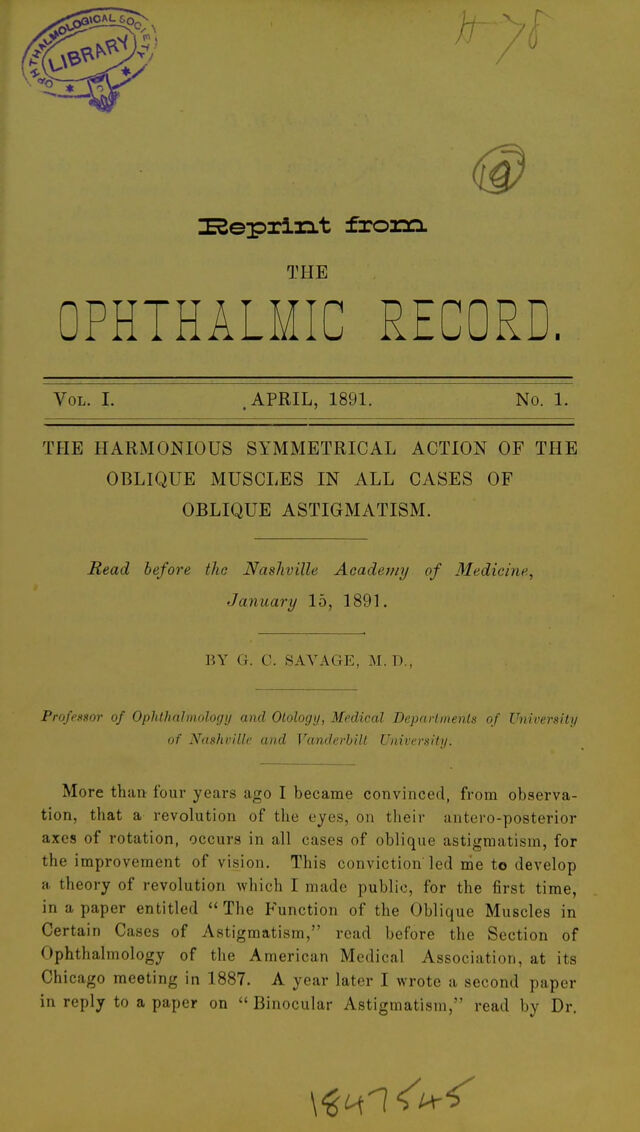 OPHTHALMOLOGICAL SOCIETY
LIBRARY
Reprint from
THE
OPHTHALMIC RECORD.
VOL. I. APRIL, 1891. No. 1.
THE HARMONIOUS SYMMETRICAL ACTION OF THE
OBLIQUE MUSCLES IN ALL CASES OF
OBLIQUE ASTIGMATISM.
Read before the Nashville Academy of Medicine,
January 15, 1891.
BY G. C. SAVAGE, M. D.,
Professor of Ophthalmology and Otology, Medical Departments of University
of Nashville and Vanderbilt University.
More than four years ago I became convinced, from observa-
tion, that a revolution of the eyes, on their antero-posterior
axes of rotation, occurs in all cases of oblique astigmatism, for
the improvement of vision. This conviction led me to develop
a theory of revolution which I made public, for the first time,
in a paper entitled “The Function of the Oblique Muscles in
Certain Cases of Astigmatism,” read before the Section of
Ophthalmology of the American Medical Association, at its
Chicago meeting in 1887. A year later I wrote a second paper
in reply to a paper on “Binocular Astigmatism,” read by Dr.
1847545